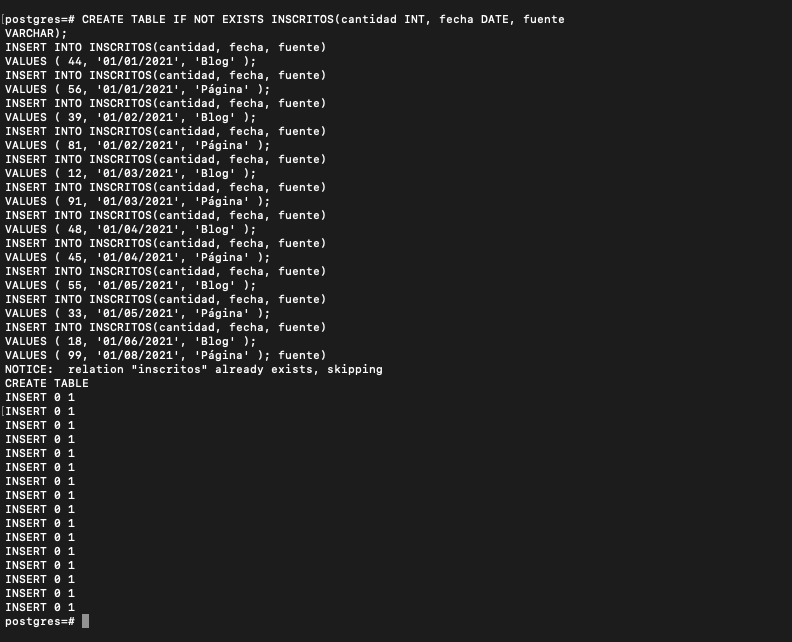 [postgres=# CREATE TABLE IF NOT EXISTS INSCRITOS(cantidad INT, fecha DATE, fuente
VARCHAR);
INSERT INTO INSCRITOS(cantidad, fecha, fuente)
VALUES ( 44, '01/01/2021', 'Blog' );
INSERT INTO INSCRITOS(cantidad, fecha, fuente)
VALUES ( 56, '01/01/2021', 'Página' );
INSERT INTO INSCRITOS(cantidad, fecha, fuente)
VALUES ( 39, '01/02/2021', 'Blog' );
INSERT INTO INSCRITOS(cantidad, fecha, fuente)
VALUES ( 81, '01/02/2021', 'Página' );
INSERT INTO INSCRITOS(cantidad, fecha, fuente)
VALUES ( 12, '01/03/2021', 'Blog' );
INSERT INTO INSCRITOS(cantidad, fecha, fuente)
VALUES ( 91, '01/03/2021', 'Página' );
INSERT INTO INSCRITOS(cantidad, fecha, fuente)
VALUES ( 48, '01/04/2021', 'Blog' );
INSERT INTO INSCRITOS(cantidad, fecha, fuente)
VALUES ( 45, '01/04/2021', 'Página' );
INSERT INTO INSCRITOS(cantidad, fecha, fuente)
VALUES ( 55, '01/05/2021', 'Blog' );
INSERT INTO INSCRITOS(cantidad, fecha, fuente)
VALUES ( 33, '01/05/2021', 'Página' );
INSERT INTO INSCRITOS(cantidad, fecha, fuente)
VALUES ( 18, '01/06/2021', 'Blog' );
VALUES ( 99, '01/08/2021', 'Página' ); fuente)
NOTICE:  relation "inscritos" already exists, skipping
CREATE TABLE
INSERT 0 1
[INSERT 0 1
INSERT 0 1
INSERT 0 1
INSERT 0 1
INSERT 0 1
INSERT 0 1
INSERT 0 1
INSERT 0 1
INSERT 0 1
INSERT 0 1
INSERT 0 1
INSERT 0 1
INSERT 0 1
INSERT 0 1
INSERT 0 1
postgres=#